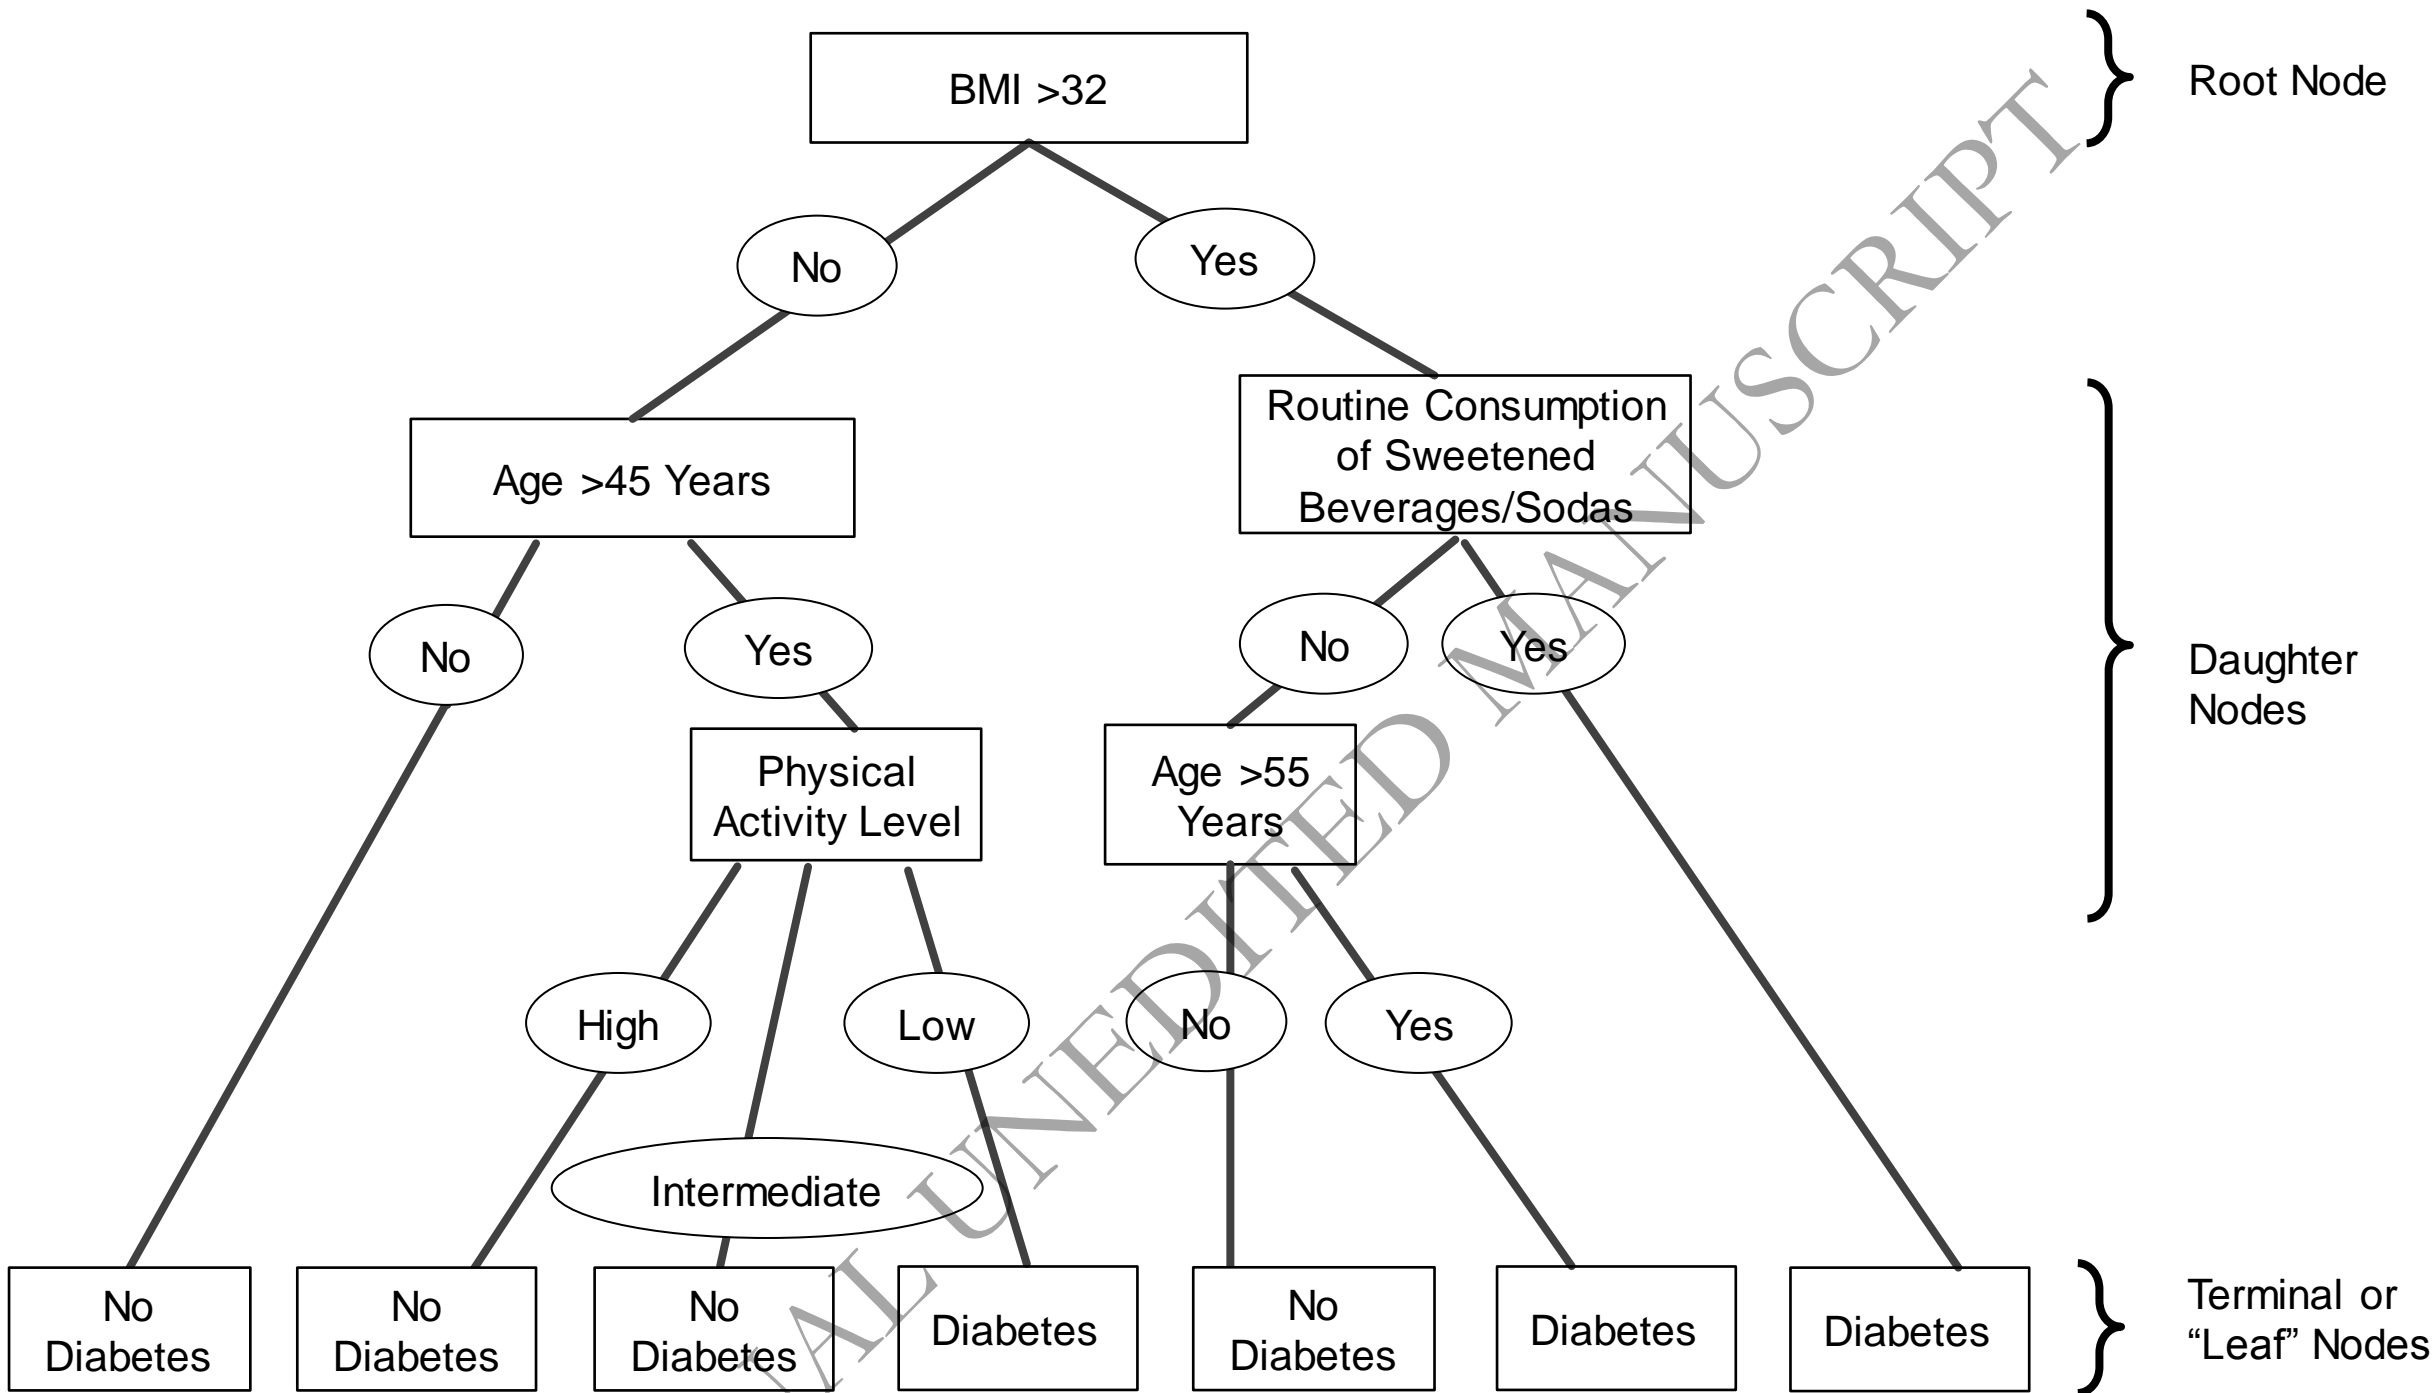 BMI >32
Root Node
No
Yes
Age >45 Years
Routine Consumption
of Sweetened
Beverages/Sodas
No
Yes
No
Yes
Daughter
Nodes
Physical
Activity Level
Age >55
Years
High
Low
No
Yes
Intermediate
No
Diabetes
No
Diabetes
No
Diabetes
Diabetes
No
Diabetes
Diabetes
Diabetes
Terminal or
“Leaf” Nodes
AL UNEDITED MANUSCRIPT